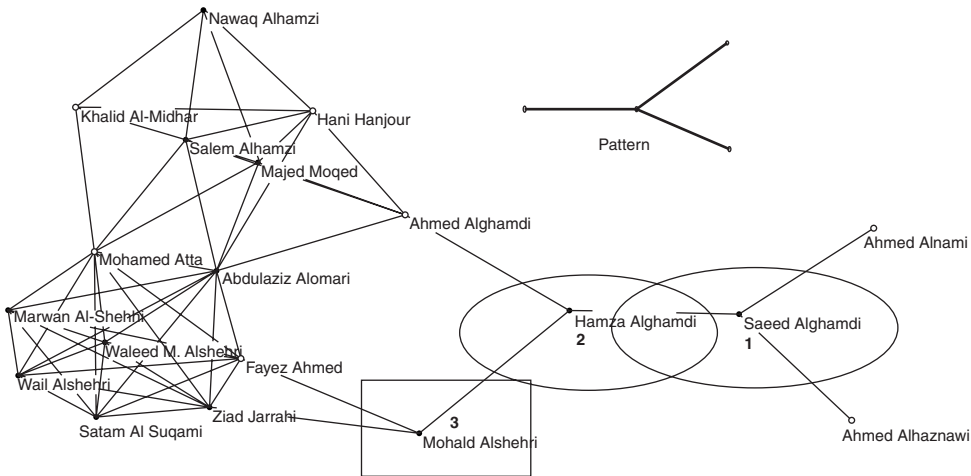 Nawaq Alhamzi
Khalid Al-Midhar
Hani Hanjour
Pattern
Salem Alhamzi
Majed Moqed
Ahmed Alghamdi
Ahmed Alnami
Mohamed Atta
Abdulaziz Alomari
Marwan Al-Shehhi
Hamza Alghamdi
Saeed Alghamdi
2
1
Waleed M. Alshehri
Fayez Ahmed
Wail Alshehri
Ziad Jarrahi
3
Satam Al Suqami
Mohald Alshehri
Ahmed Alhaznawi